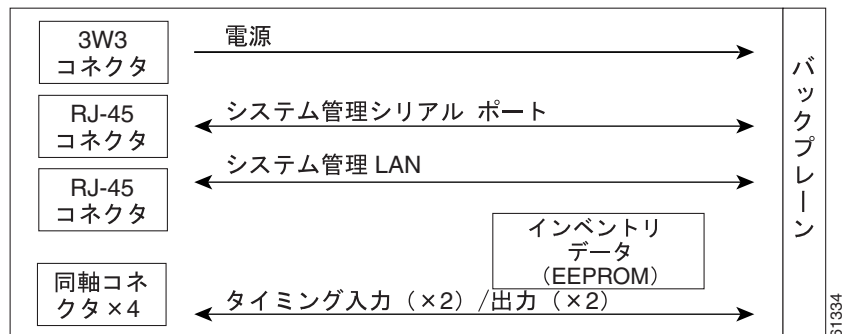 3W3
コネクタ
電源
RJ-45
コネクタ
システム管理シリアル ポート
RJ-45
コネクタ
システム管理 LAN
インベントリ
データ
(EEPROM)
同軸コネ
クタ×4
タイミング入力（×2）/出力（×2）
バックプレーン
61334